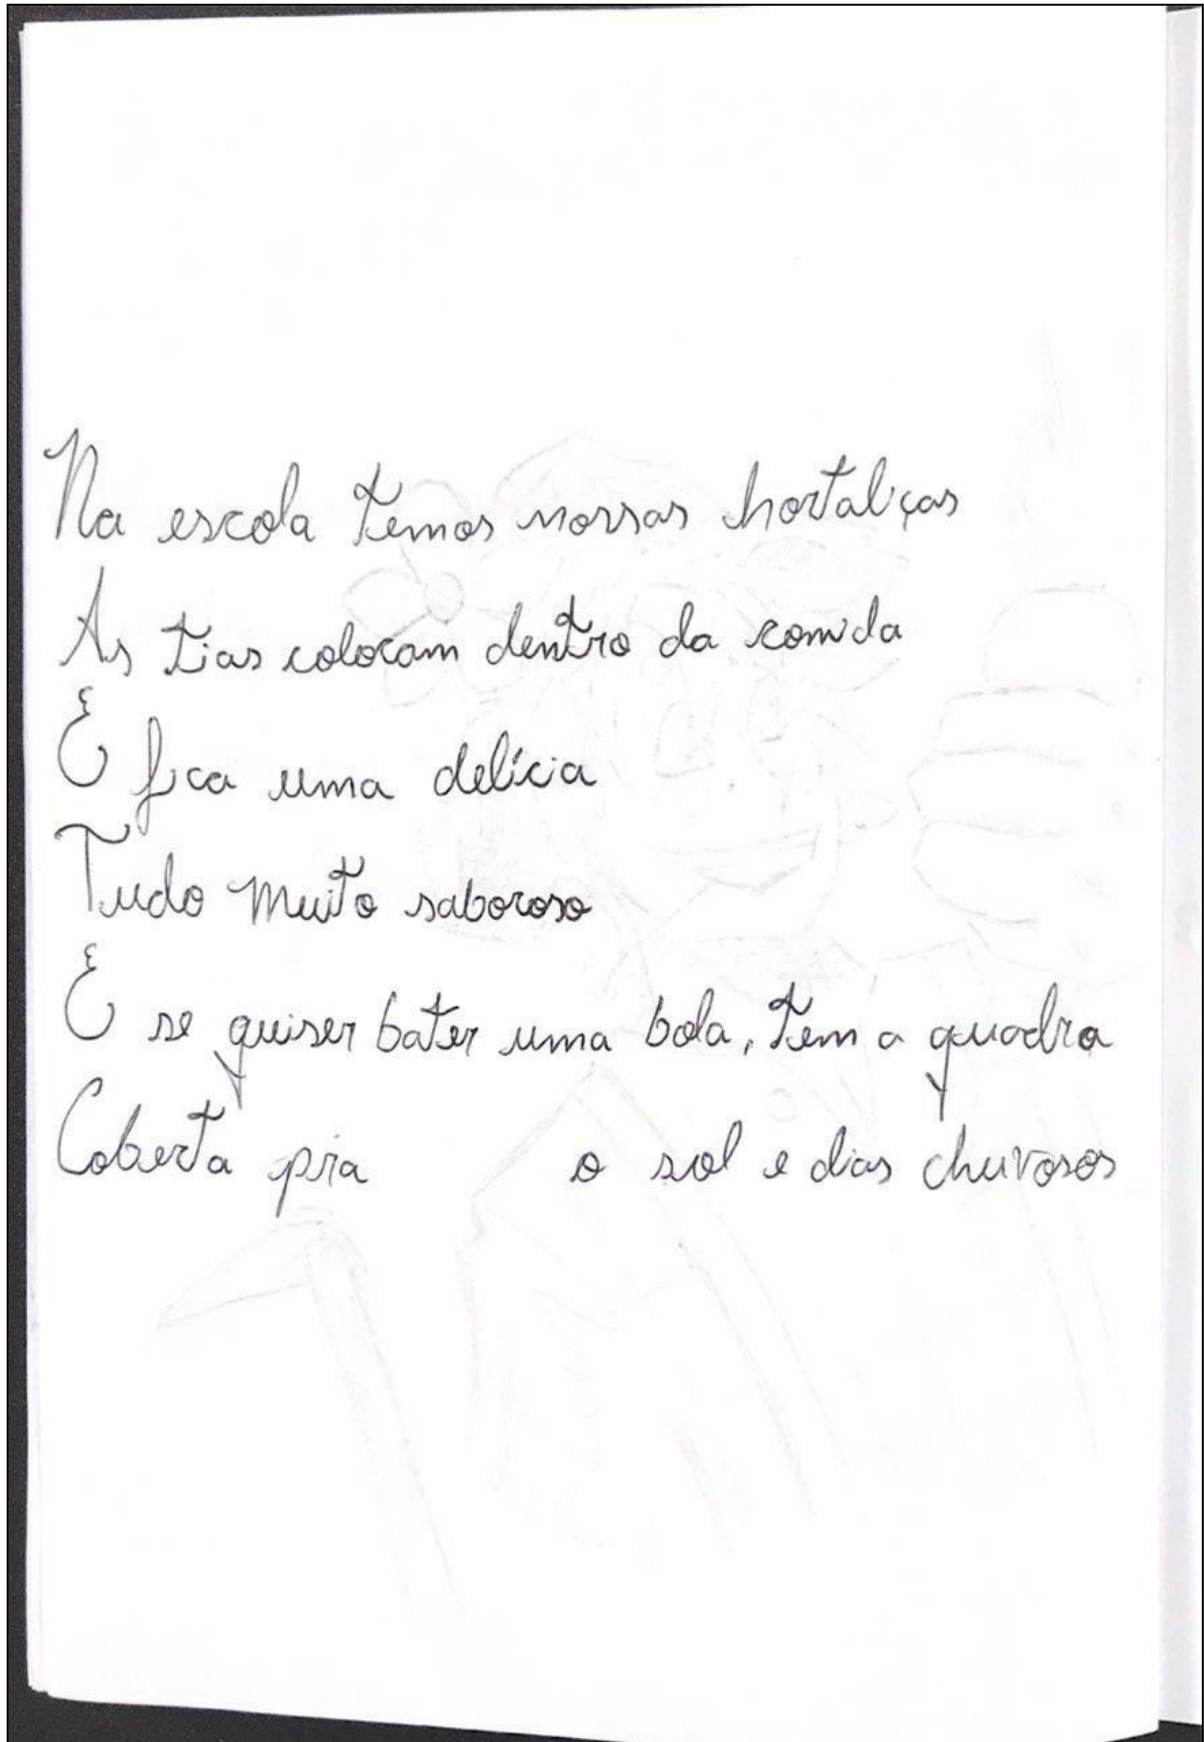 Na escola temos nossas hortaliças
As tias colocam dentro da comida
E fica uma delícia
Tudo muito saboroso
E se quiser bater uma bola, tem a quadra
Coberta pra o sol e dias chuvosos